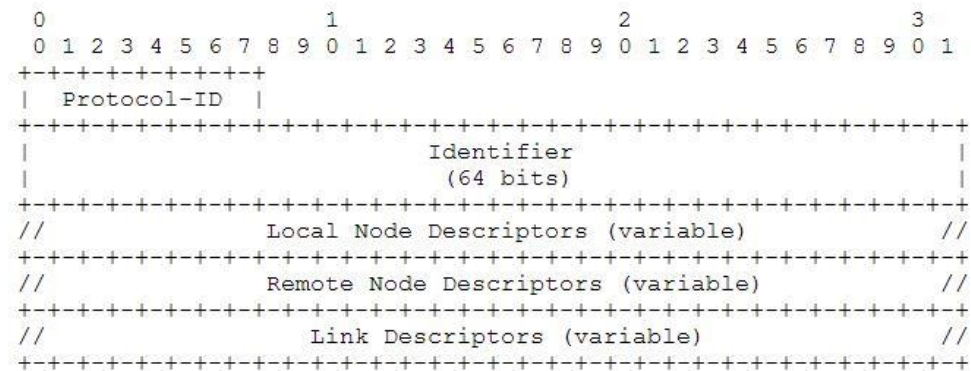 0                   1                   2                   3
0 1 2 3 4 5 6 7 8 9 0 1 2 3 4 5 6 7 8 9 0 1 2 3 4 5 6 7 8 9 0 1
+-+-+-+-+-+-+-+-+
|  Protocol-ID  |
+-+-+-+-+-+-+-+-+-+-+-+-+-+-+-+-+-+-+-+-+-+-+-+-+-+-+-+-+-+-+-+-+
|                           Identifier                          |
|                            (64 bits)                          |
+-+-+-+-+-+-+-+-+-+-+-+-+-+-+-+-+-+-+-+-+-+-+-+-+-+-+-+-+-+-+-+-+
//               Local Node Descriptors (variable)             //
+-+-+-+-+-+-+-+-+-+-+-+-+-+-+-+-+-+-+-+-+-+-+-+-+-+-+-+-+-+-+-+-+
//               Remote Node Descriptors (variable)            //
+-+-+-+-+-+-+-+-+-+-+-+-+-+-+-+-+-+-+-+-+-+-+-+-+-+-+-+-+-+-+-+-+
//                  Link Descriptors (variable)                //
+-+-+-+-+-+-+-+-+-+-+-+-+-+-+-+-+-+-+-+-+-+-+-+-+-+-+-+-+-+-+-+-+